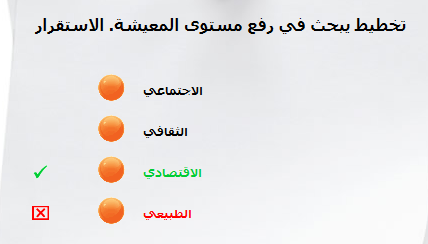 تخطيط يبحث في رفع مستوى المعيشة. الاستقرار
الاجتماعي
الثقافي
الاقتصادي
الطبيعي